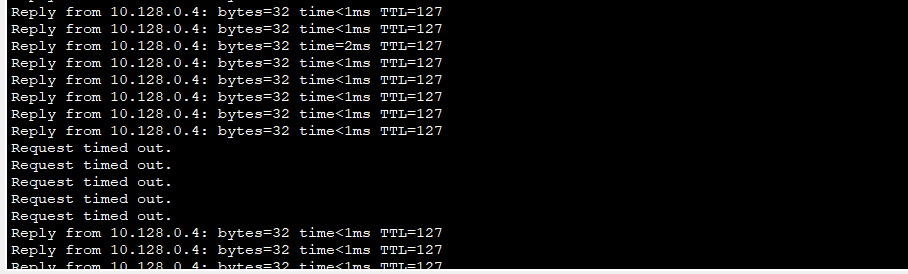 Reply from 10.128.0.4: bytes=32 time<1ms TTL=127
Reply from 10.128.0.4: bytes=32 time<1ms TTL=127
Reply from 10.128.0.4: bytes=32 time=2ms TTL=127
Reply from 10.128.0.4: bytes=32 time<1ms TTL=127
Reply from 10.128.0.4: bytes=32 time<1ms TTL=127
Reply from 10.128.0.4: bytes=32 time<1ms TTL=127
Reply from 10.128.0.4: bytes=32 time<1ms TTL=127
Reply from 10.128.0.4: bytes=32 time<1ms TTL=127
Request timed out.
Request timed out.
Request timed out.
Request timed out.
Request timed out.
Reply from 10.128.0.4: bytes=32 time<1ms TTL=127
Reply from 10.128.0.4: bytes=32 time<1ms TTL=127
Reply from 10.128.0.4: bytes=32 time<1ms TTL=127